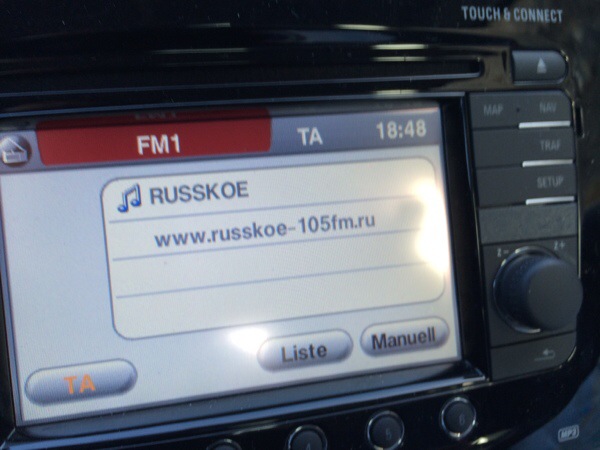 TOUCH & CONNECT
FM1
TA
18:48
MAP
NAV
RUSSKOE
TRAF
www.russkoe-105fm.ru
SETUP
Z-
Z+
Liste
Manuell
TA
MP3